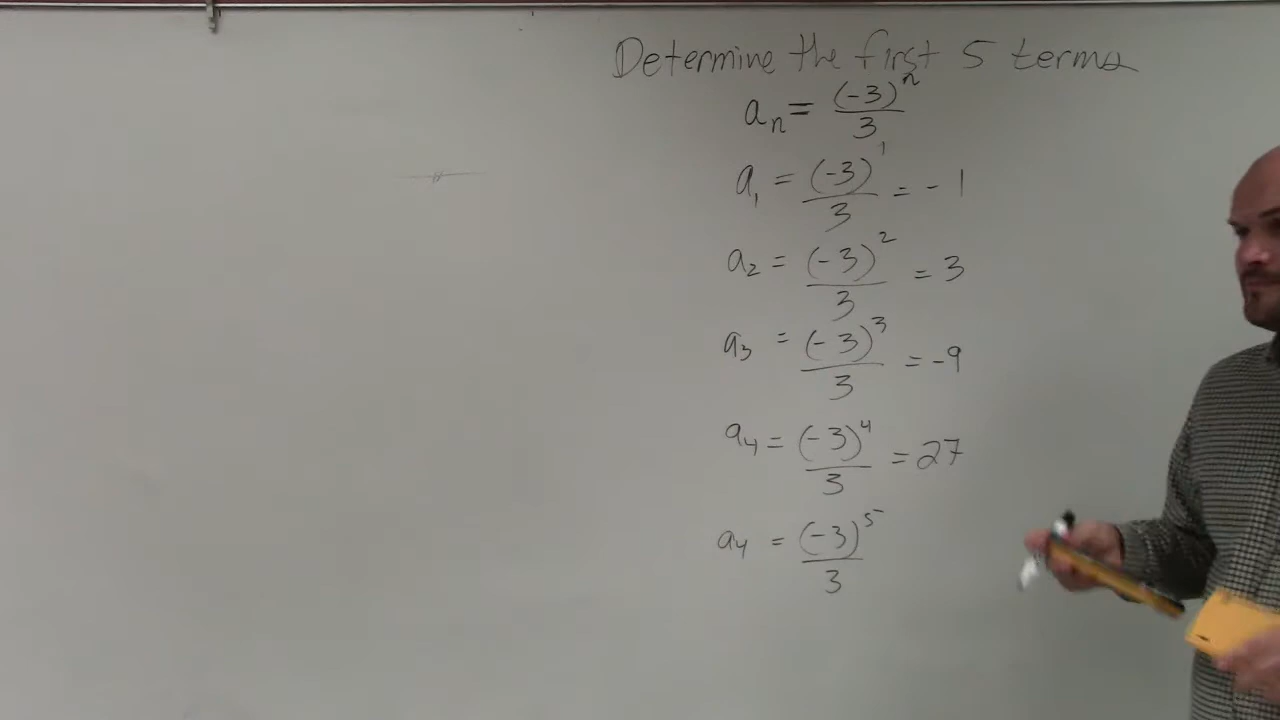 Determine the first 5 terms
aₙ = (-3)ⁿ/3
a₁ = (-3)¹/3 = -1
a₂ = (-3)²/3 = 3
a₃ = (-3)³/3 = -9
a₄ = (-3)⁴/3 = 27
a₄ = (-3)⁵/3